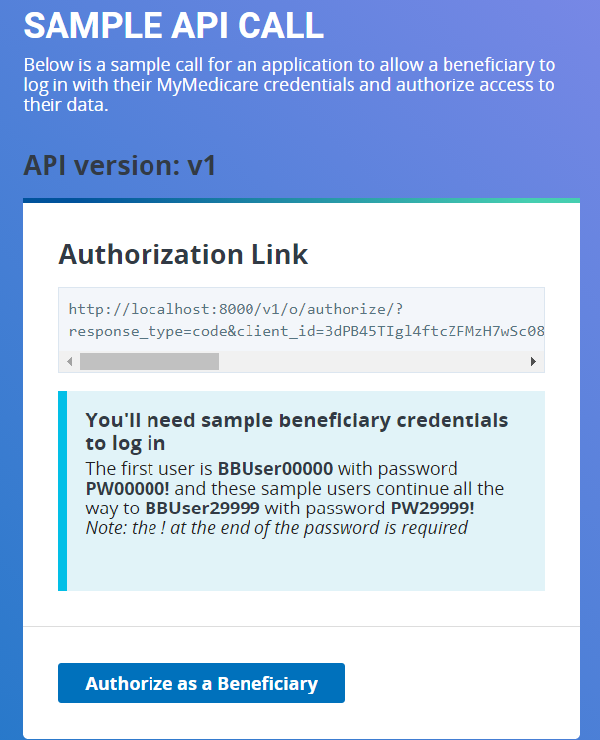 SAMPLE API CALL
Below is a sample call for an application to allow a beneficiary to
log in with their MyMedicare credentials and authorize access to
their data.
API version: v1
Authorization Link
http://localhost:8000/v1/o/authorize/?
response_type=code&client_id=3dPB45TIgl4ftcZFMzH7wSc08
You'll need sample beneficiary credentials
to log in
The first user is BBUser00000 with password
PW00000! and these sample users continue all the
way to BBUser29999 with password PW29999!
Note: the ! at the end of the password is required
Authorize as a Beneficiary